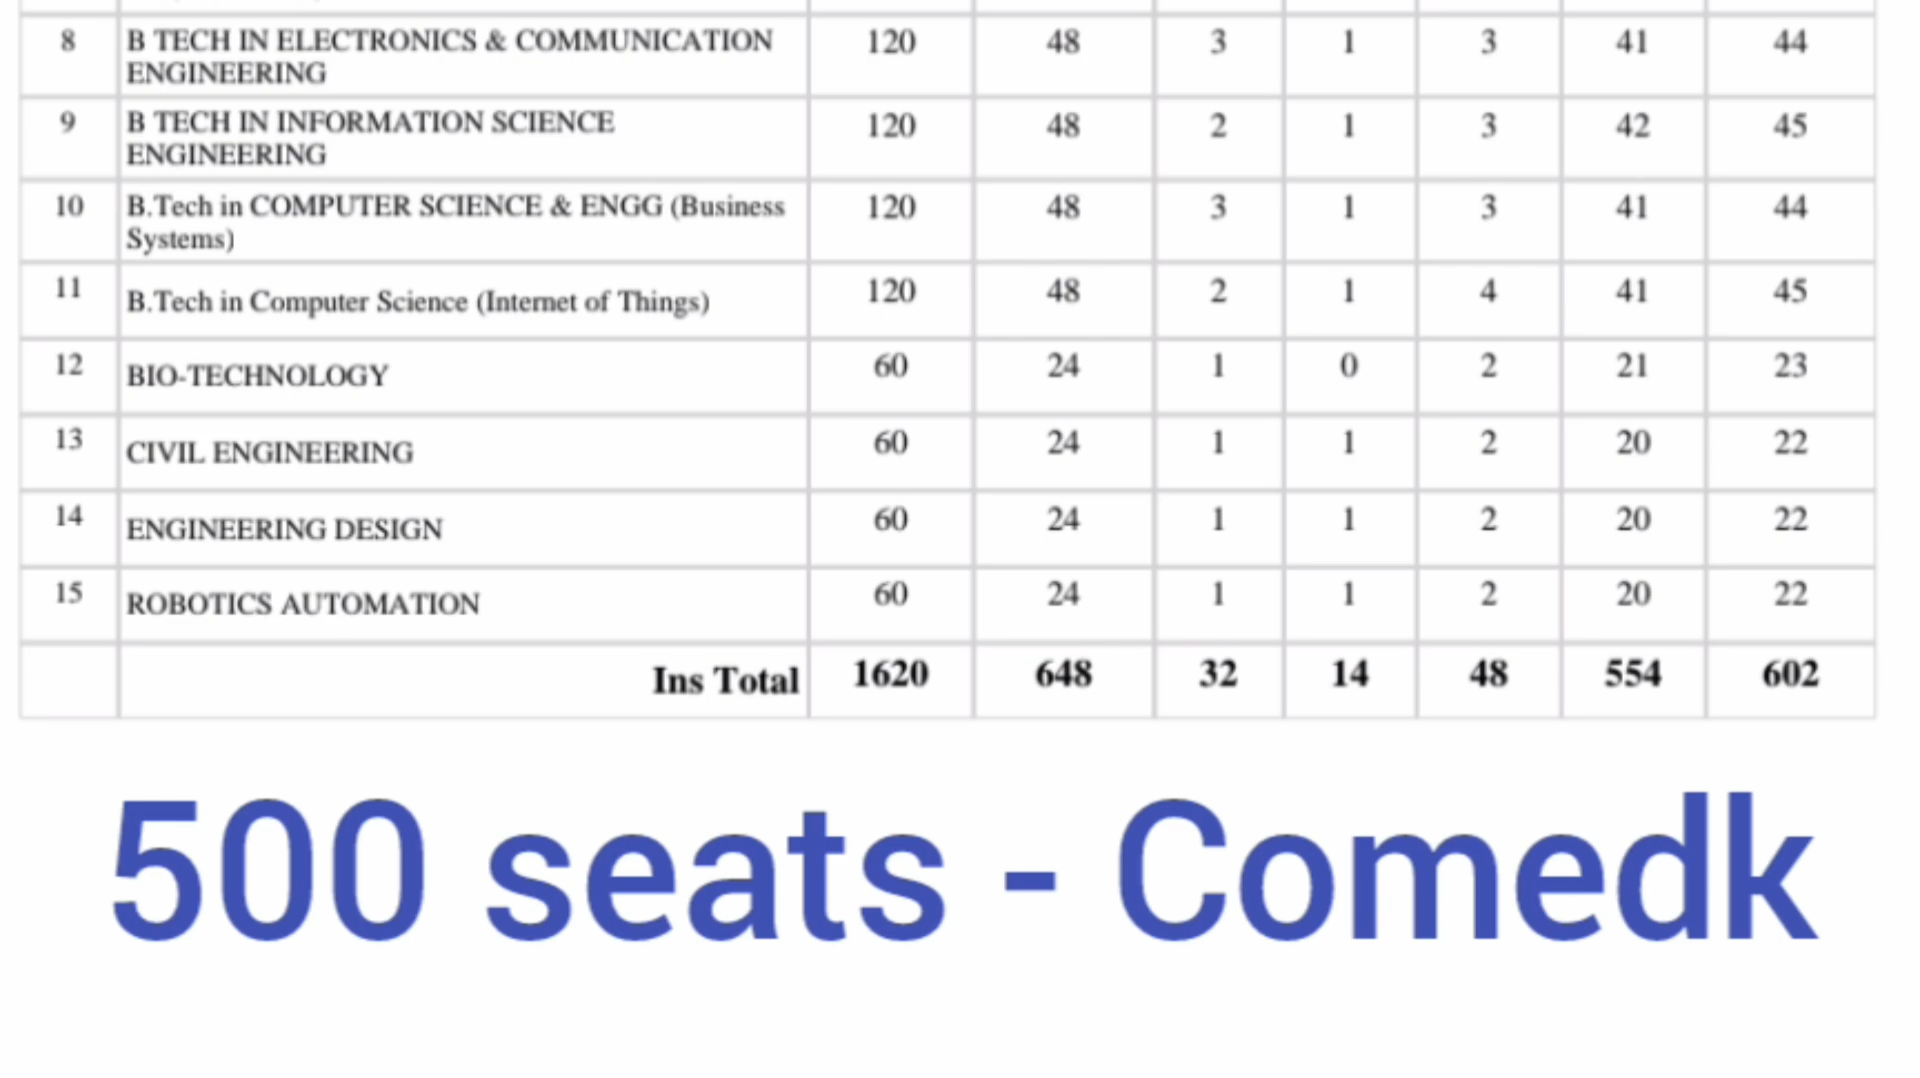 8 B TECH IN ELECTRONICS & COMMUNICATION 120 48 3 1 3 41 44
ENGINEERING
9 B TECH IN INFORMATION SCIENCE 120 48 2 1 3 42 45
ENGINEERING
10 B.Tech in COMPUTER SCIENCE & ENGG (Business 120 48 3 1 3 41 44
Systems)
11 B.Tech in Computer Science (Internet of Things) 120 48 2 1 4 41 45
12 BIO-TECHNOLOGY 60 24 1 0 2 21 23
13 CIVIL ENGINEERING 60 24 1 1 2 20 22
14 ENGINEERING DESIGN 60 24 1 1 2 20 22
15 ROBOTICS AUTOMATION 60 24 1 1 2 20 22
Ins Total 1620 648 32 14 48 554 602
500 seats - Comedk